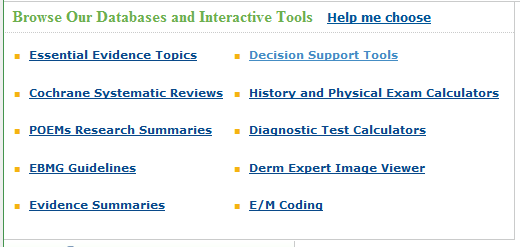 Browse Our Databases and Interactive Tools Help me choose
Essential Evidence Topics
Cochrane Systematic Reviews
POEMs Research Summaries
EBMG Guidelines
Evidence Summaries
Decision Support Tools
History and Physical Exam Calculators
Diagnostic Test Calculators
Derm Expert Image Viewer
E/M Coding